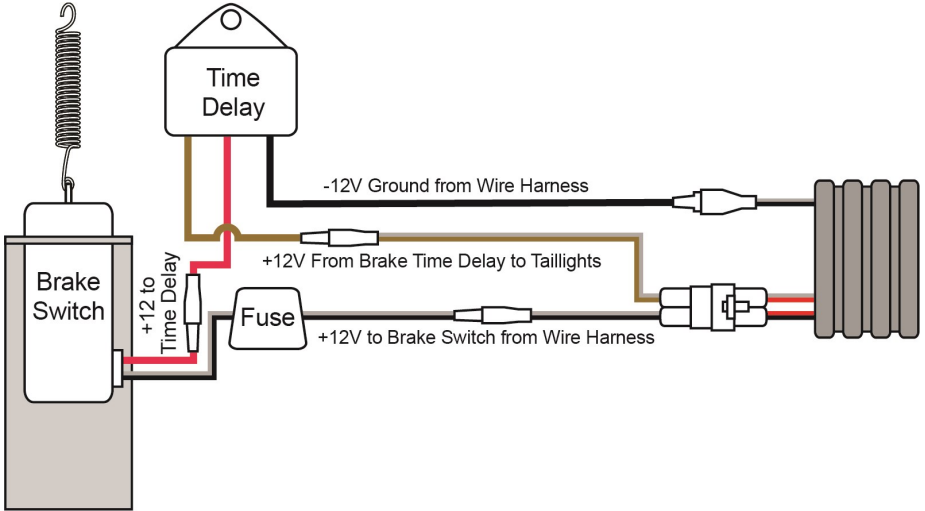 Time
Delay
-12V Ground from Wire Harness
+12V From Brake Time Delay to Taillights
Brake
Switch
+12 to
Time Delay
Fuse
+12V to Brake Switch from Wire Harness